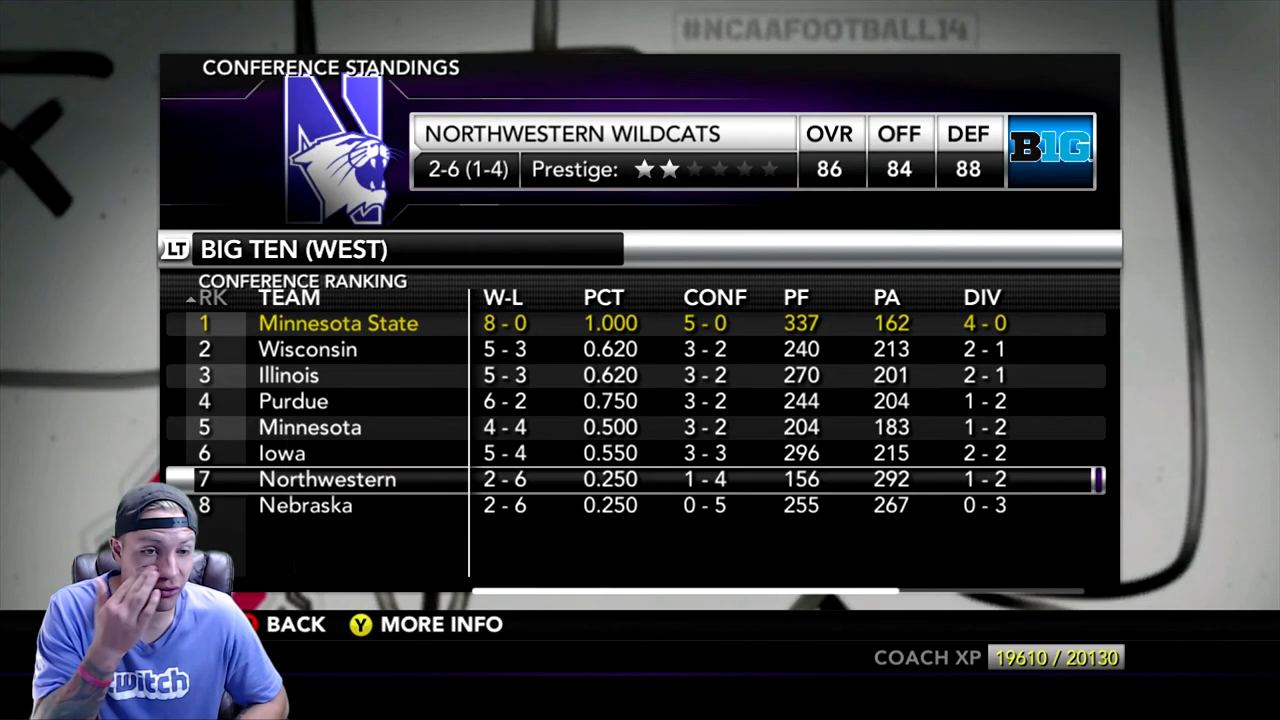 #NCAAFOOTBALL14
CONFERENCE STANDINGS
NORTHWESTERN WILDCATS OVR OFF DEF
2-6 (1-4) Prestige: 86 84 88
B1G
LT BIG TEN (WEST)
CONFERENCE RANKING
RK TEAM W-L PCT CONF PF PA DIV
1 Minnesota State 8 - 0 1.000 5 - 0 337 162 4 - 0
2 Wisconsin 5 - 3 0.620 3 - 2 240 213 2 - 1
3 Illinois 5 - 3 0.620 3 - 2 270 201 2 - 1
4 Purdue 6 - 2 0.750 3 - 2 244 204 1 - 2
5 Minnesota 4 - 4 0.500 3 - 2 204 183 1 - 2
6 Iowa 5 - 4 0.550 3 - 3 296 215 2 - 2
7 Northwestern 2 - 6 0.250 1 - 4 156 292 1 - 2
8 Nebraska 2 - 6 0.250 0 - 5 255 267 0 - 3
BACK Y MORE INFO
COACH XP 19610 / 20130
twitch